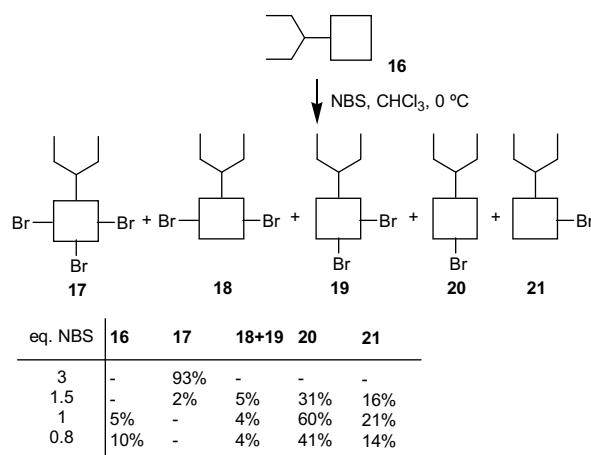 16
NBS, CHCl3, 0 ºC
Br Br + Br Br + Br + + Br
Br Br Br
17 18 19 20 21
eq. NBS 16 17 18+19 20 21
3 - 93% - - -
1.5 - 2% 5% 31% 16%
1 5% - 4% 60% 21%
0.8 10% - 4% 41% 14%